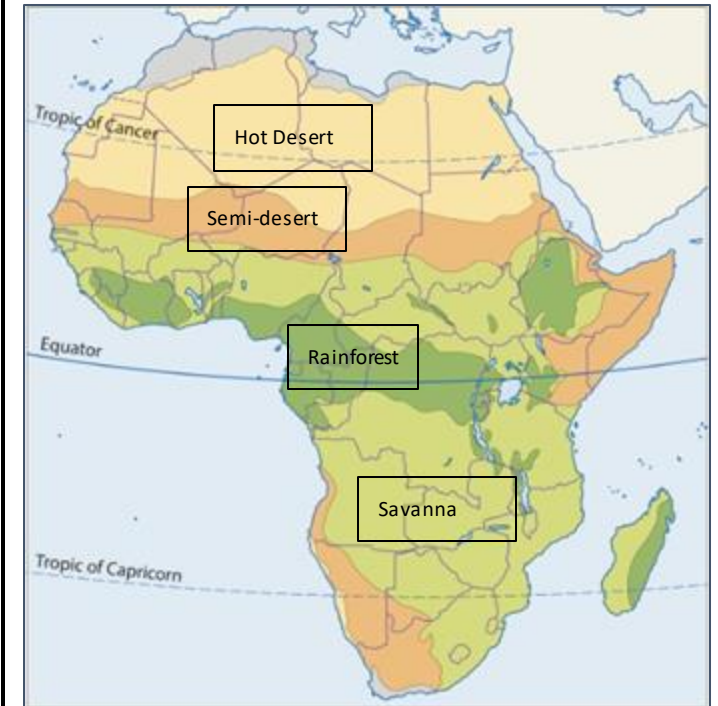 Tropic of Cancer
Hot Desert
Semi-desert
Equator
Rainforest
Savanna
Tropic of Capricorn